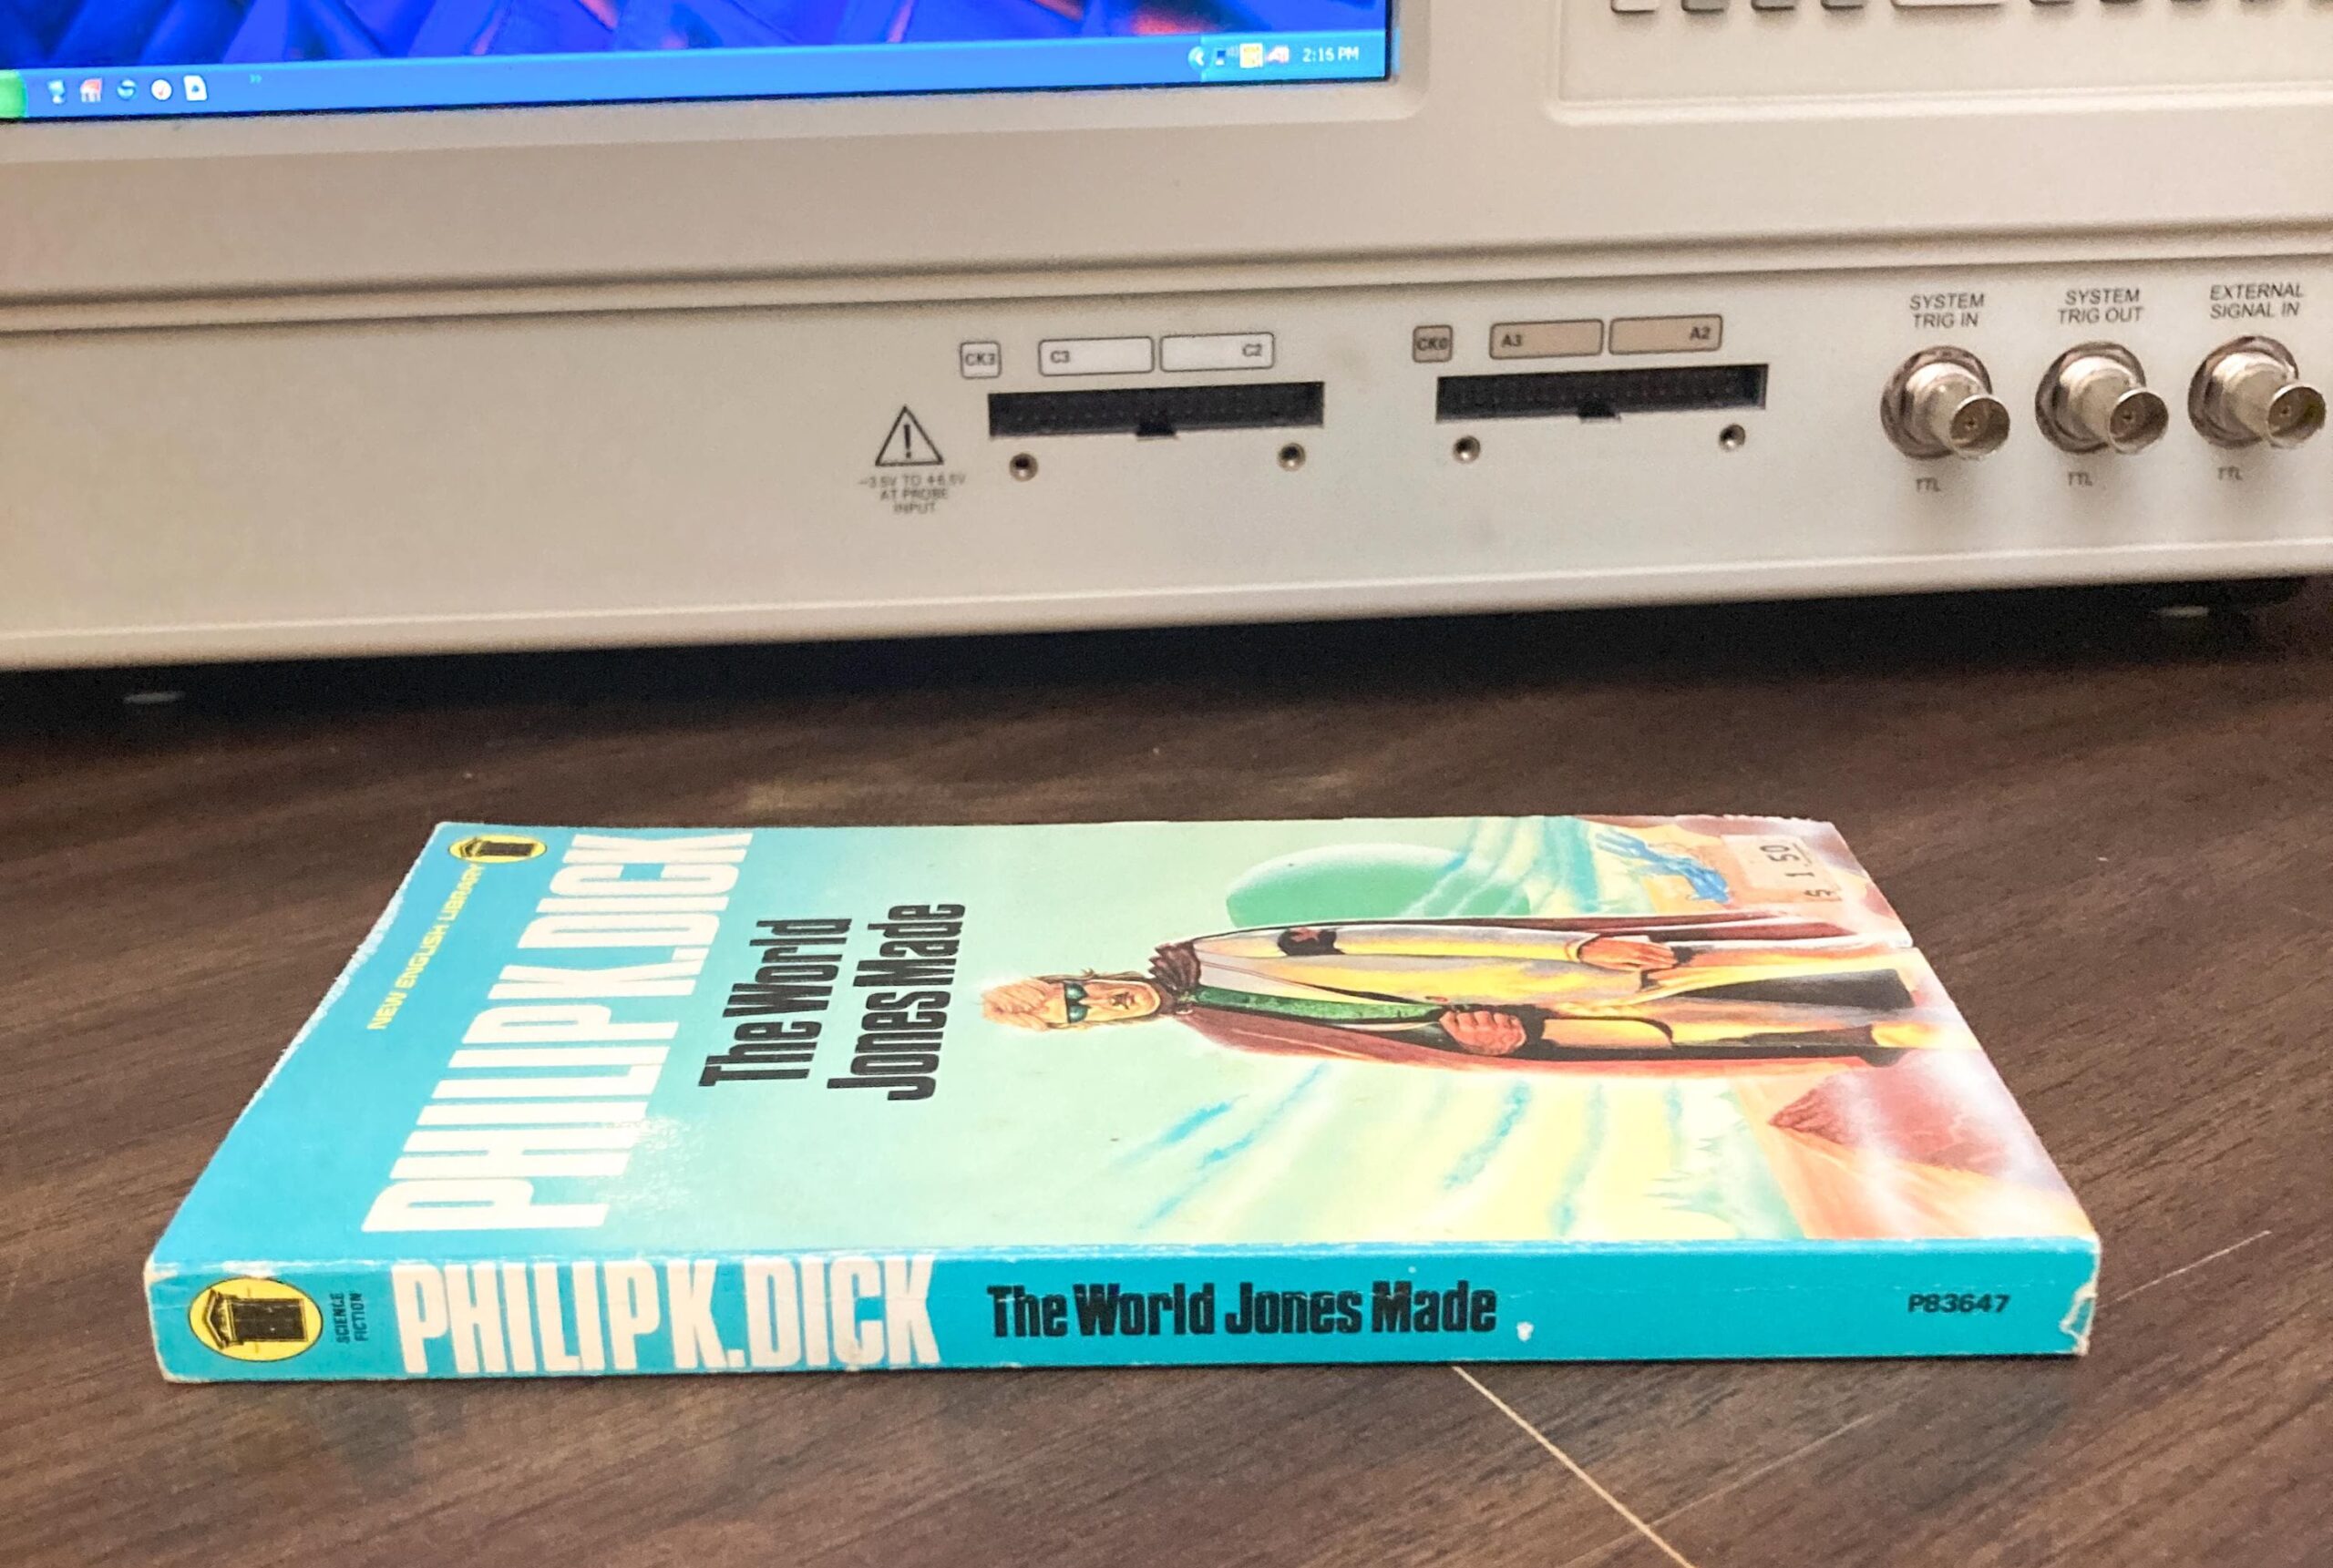 2:15 PM
CK3
C3
C2
CK0
A3
A2
SYSTEM
TRIG IN
SYSTEM
TRIG OUT
EXTERNAL
SIGNAL IN
AT PROBE
INPUT
TTL
TTL
TTL
NEW ENGLISH LIBRARY
PHILIP K. DICK
The World
Jones Made
$ 1.50
SCIENCE
FICTION
PHILIP K. DICK
The World Jones Made
P83647